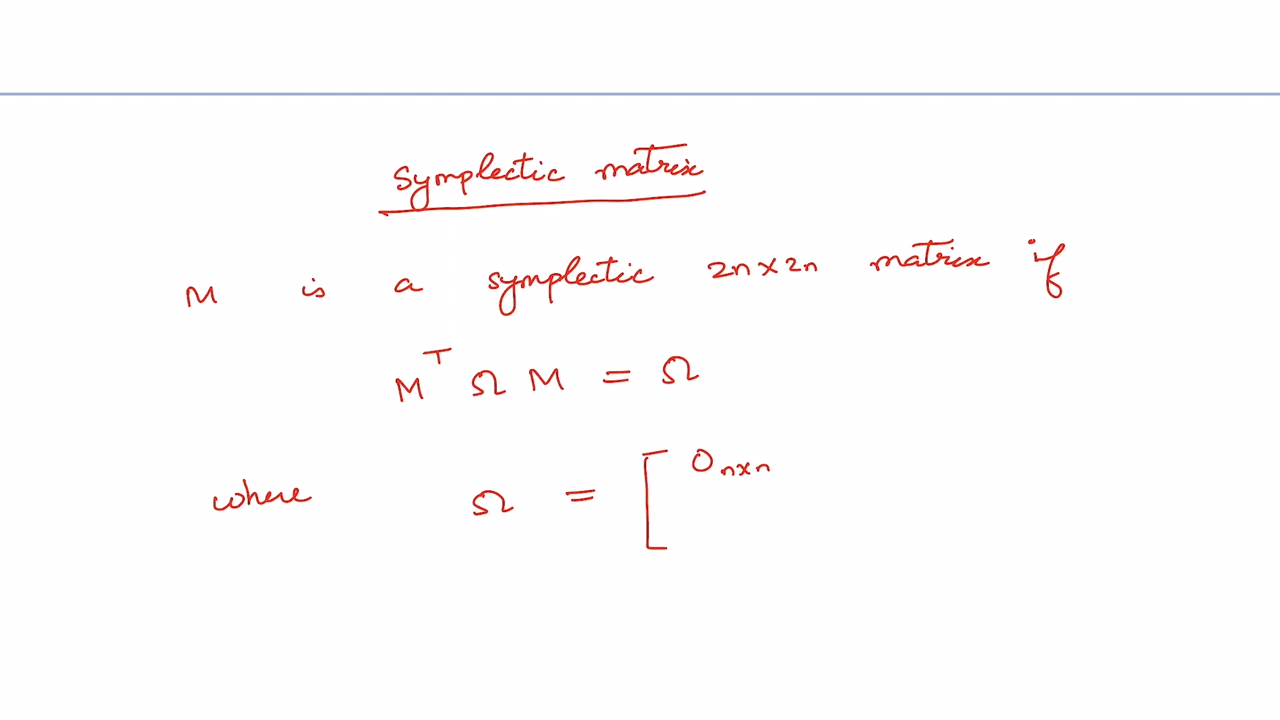 Symplectic matrix
M is a symplectic 2n×2n matrix if
M^T Ω M = Ω
where Ω = [ 0_{n×n}